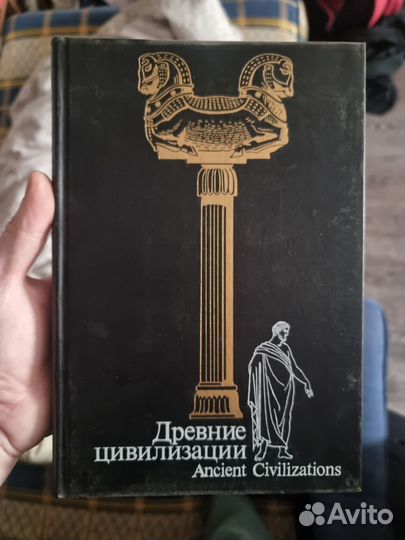 Древние
цивилизации
Ancient Civilizations
Avito